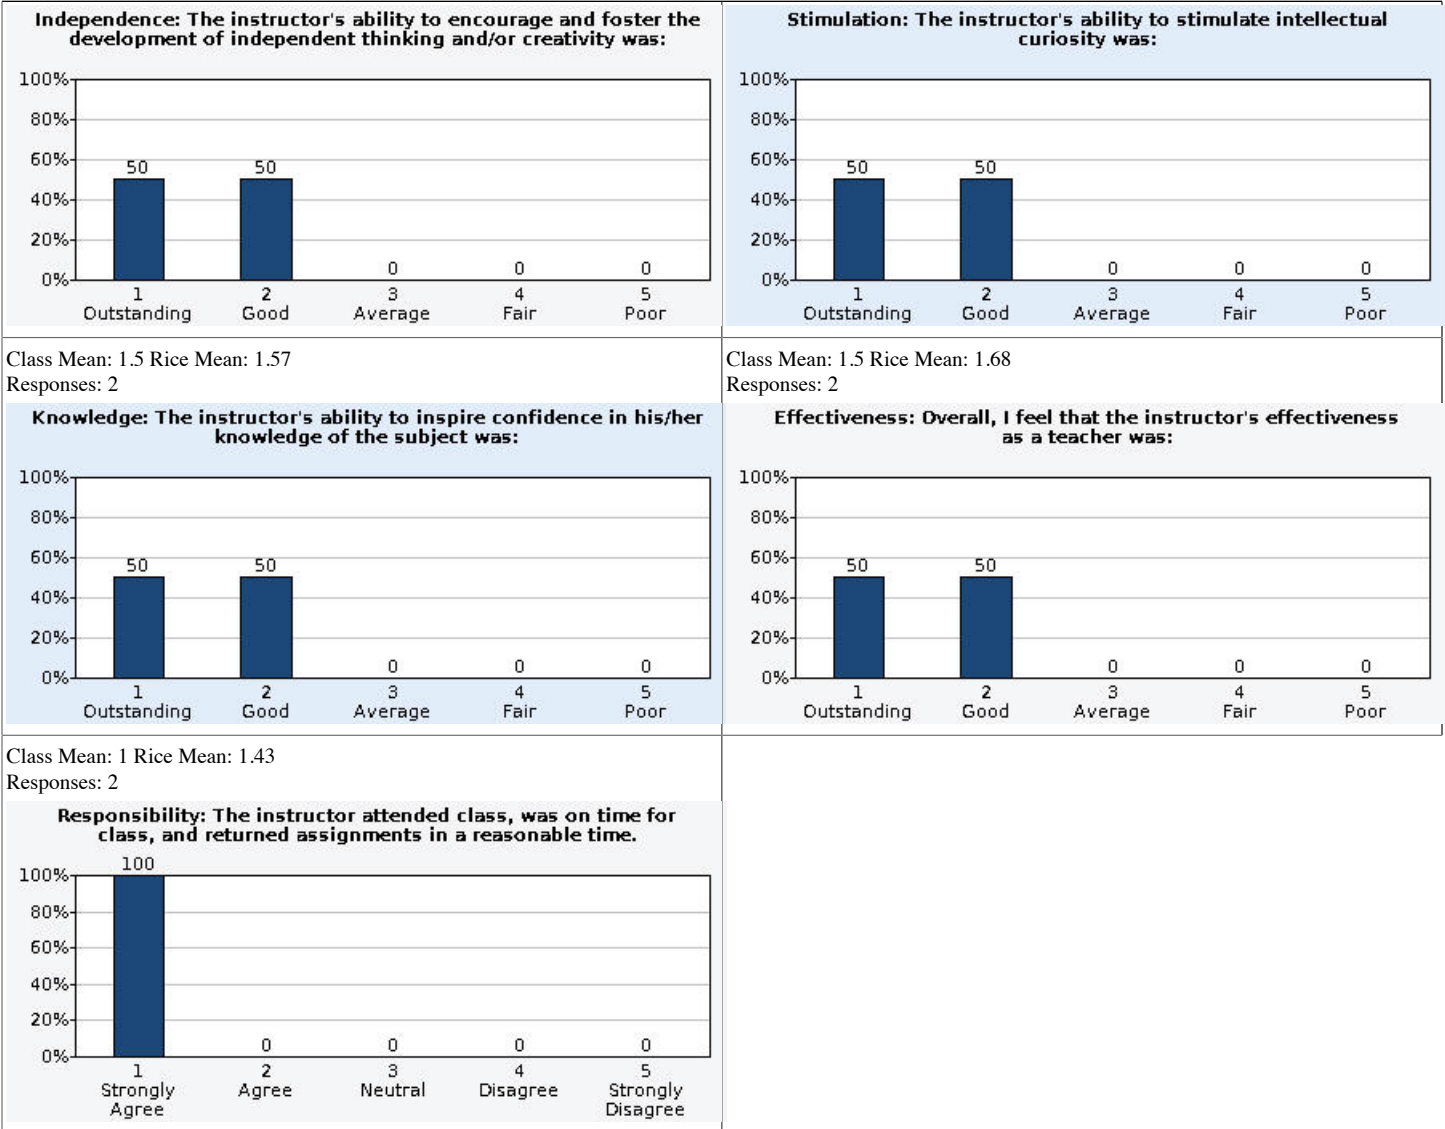 Independence: The instructor's ability to encourage and foster the
development of independent thinking and/or creativity was:
100%
80%
60%
40%
20%
0%
50
50
0
0
0
1
2
3
4
5
Outstanding
Good
Average
Fair
Poor
Stimulation: The instructor's ability to stimulate intellectual
curiosity was:
100%
80%
60%
40%
20%
0%
50
50
0
0
0
1
2
3
4
5
Outstanding
Good
Average
Fair
Poor
Class Mean: 1.5 Rice Mean: 1.57
Responses: 2
Class Mean: 1.5 Rice Mean: 1.68
Responses: 2
Knowledge: The instructor's ability to inspire confidence in his/her
knowledge of the subject was:
100%
80%
60%
40%
20%
0%
50
50
0
0
0
1
2
3
4
5
Outstanding
Good
Average
Fair
Poor
Effectiveness: Overall, I feel that the instructor's effectiveness
as a teacher was:
100%
80%
60%
40%
20%
0%
50
50
0
0
0
1
2
3
4
5
Outstanding
Good
Average
Fair
Poor
Class Mean: 1 Rice Mean: 1.43
Responses: 2
Responsibility: The instructor attended class, was on time for
class, and returned assignments in a reasonable time.
100
100%
80%
60%
40%
20%
0%
0
0
0
0
1
2
3
4
5
Strongly
Agree
Agree
Neutral
Disagree
Strongly
Disagree